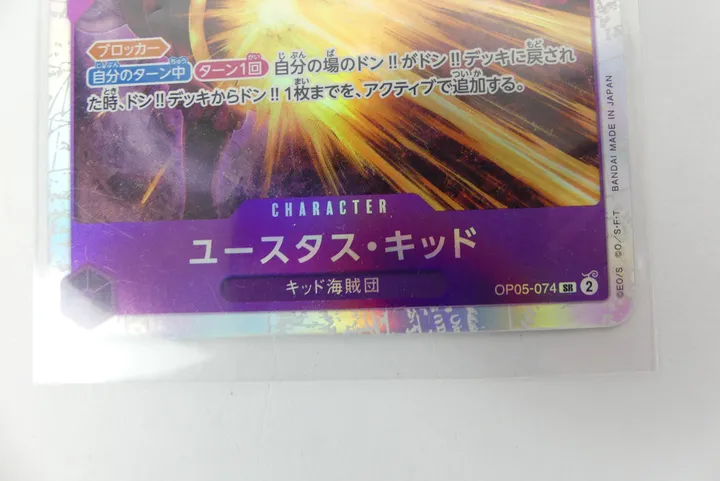 ブロッカー
自分のターン中 ターン1回 自分の場のドン!!がドン!!デッキに戻され
た時、ドン!!デッキからドン!!1枚までを、アクティブで追加する。
CHARACTER
ユースタス・キッド
キッド海賊団
OP05-074 SR 2
©E.O/S ©O/S・F・T BANDAI MADE IN JAPAN